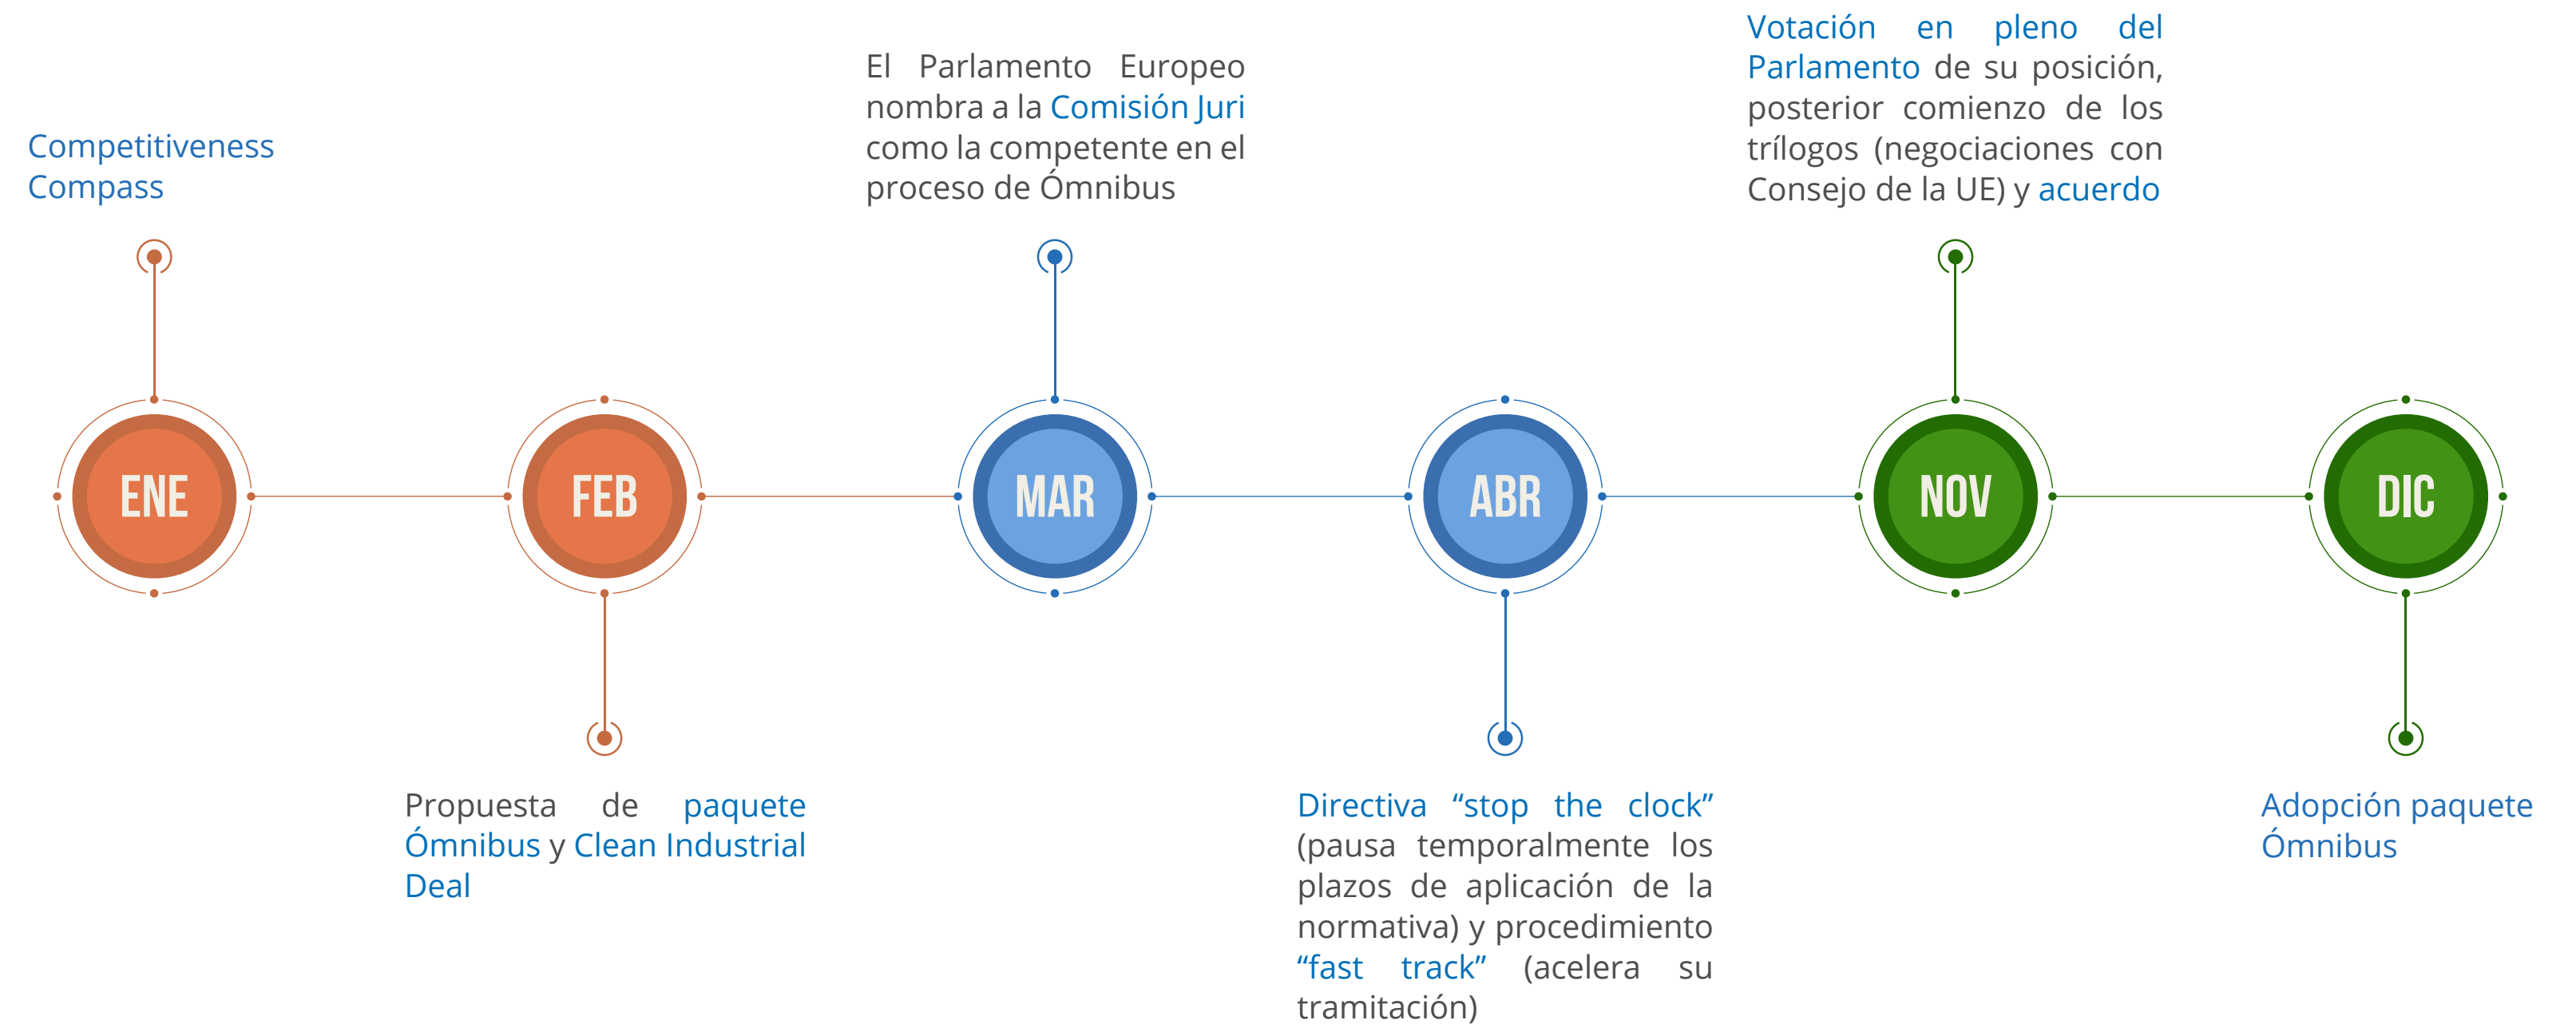 Competitiveness
Compass
El Parlamento Europeo
nombra a la Comisión Juri
como la competente en el
proceso de Ómnibus
Votación en pleno del
Parlamento de su posición,
posterior comienzo de los
trílogos (negociaciones con
Consejo de la UE) y acuerdo
ENE
FEB
MAR
ABR
NOV
DIC
Propuesta de paquete
Ómnibus y Clean Industrial
Deal
Directiva “stop the clock”
(pausa temporalmente los
plazos de aplicación de la
normativa) y procedimiento
“fast track” (acelera su
tramitación)
Adopción paquete
Ómnibus